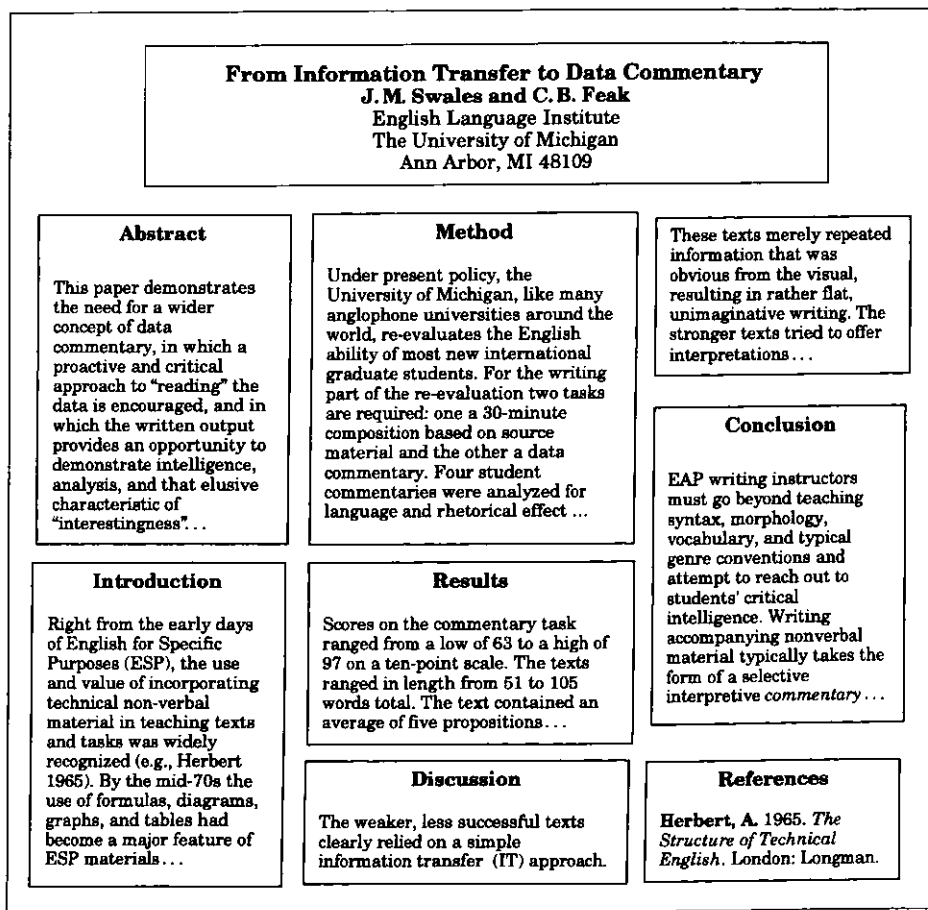 From Information Transfer to Data Commentary
J. M. Swales and C. B. Feak
English Language Institute
The University of Michigan
Ann Arbor, MI 48109
Abstract
This paper demonstrates
the need for a wider
concept of data
commentary, in which a
proactive and critical
approach to "reading" the
data is encouraged, and in
which the written output
provides an opportunity to
demonstrate intelligence,
analysis, and that elusive
characteristic of
"interestingness"...
Introduction
Right from the early days
of English for Specific
Purposes (ESP), the use
and value of incorporating
technical non-verbal
material in teaching texts
and tasks was widely
recognized (e.g., Herbert
1965). By the mid-70s the
use of formulas, diagrams,
graphs, and tables had
become a major feature of
ESP materials...
Method
Under present policy, the
University of Michigan, like many
anglophone universities around the
world, re-evaluates the English
ability of most new international
graduate students. For the writing
part of the re-evaluation two tasks
are required: one a 30-minute
composition based on source
material and the other a data
commentary. Four student
commentaries were analyzed for
language and rhetorical effect ...
Results
Scores on the commentary task
ranged from a low of 63 to a high of
97 on a ten-point scale. The texts
ranged in length from 51 to 105
words total. The text contained an
average of five propositions...
Discussion
The weaker, less successful texts
clearly relied on a simple
information transfer (IT) approach.
These texts merely repeated
information that was
obvious from the visual,
resulting in rather flat,
unimaginative writing. The
stronger texts tried to offer
interpretations...
Conclusion
EAP writing instructors
must go beyond teaching
syntax, morphology,
vocabulary, and typical
genre conventions and
attempt to reach out to
students' critical
intelligence. Writing
accompanying nonverbal
material typically takes the
form of a selective
interpretive commentary...
References
Herbert, A. 1965. The
Structure of Technical
English. London: Longman.